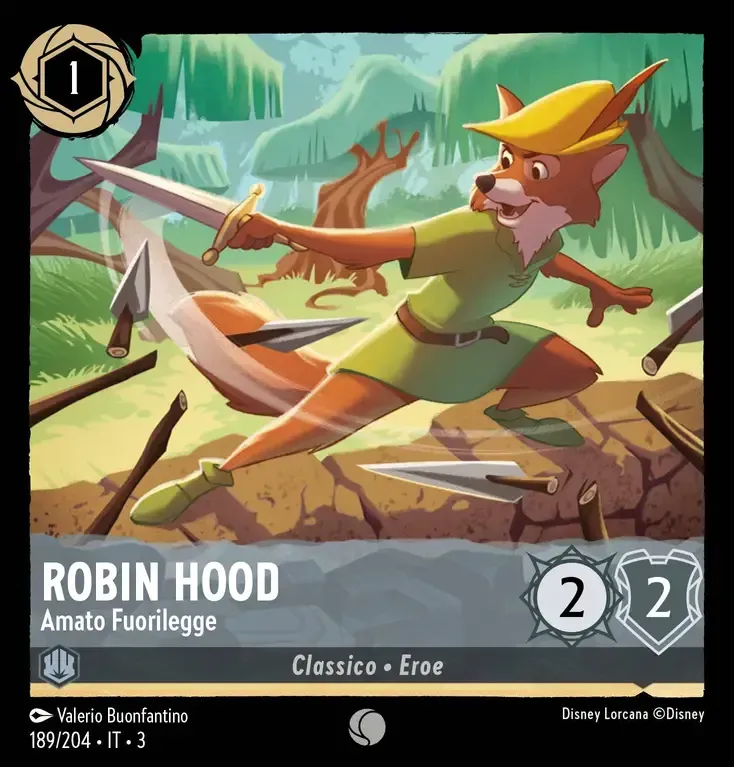 1
ROBIN HOOD
Amato Fuorilegge
2
2
Classico • Eroe
Valerio Buonfantino
Disney Lorcana ©Disney
189/204 • IT • 3